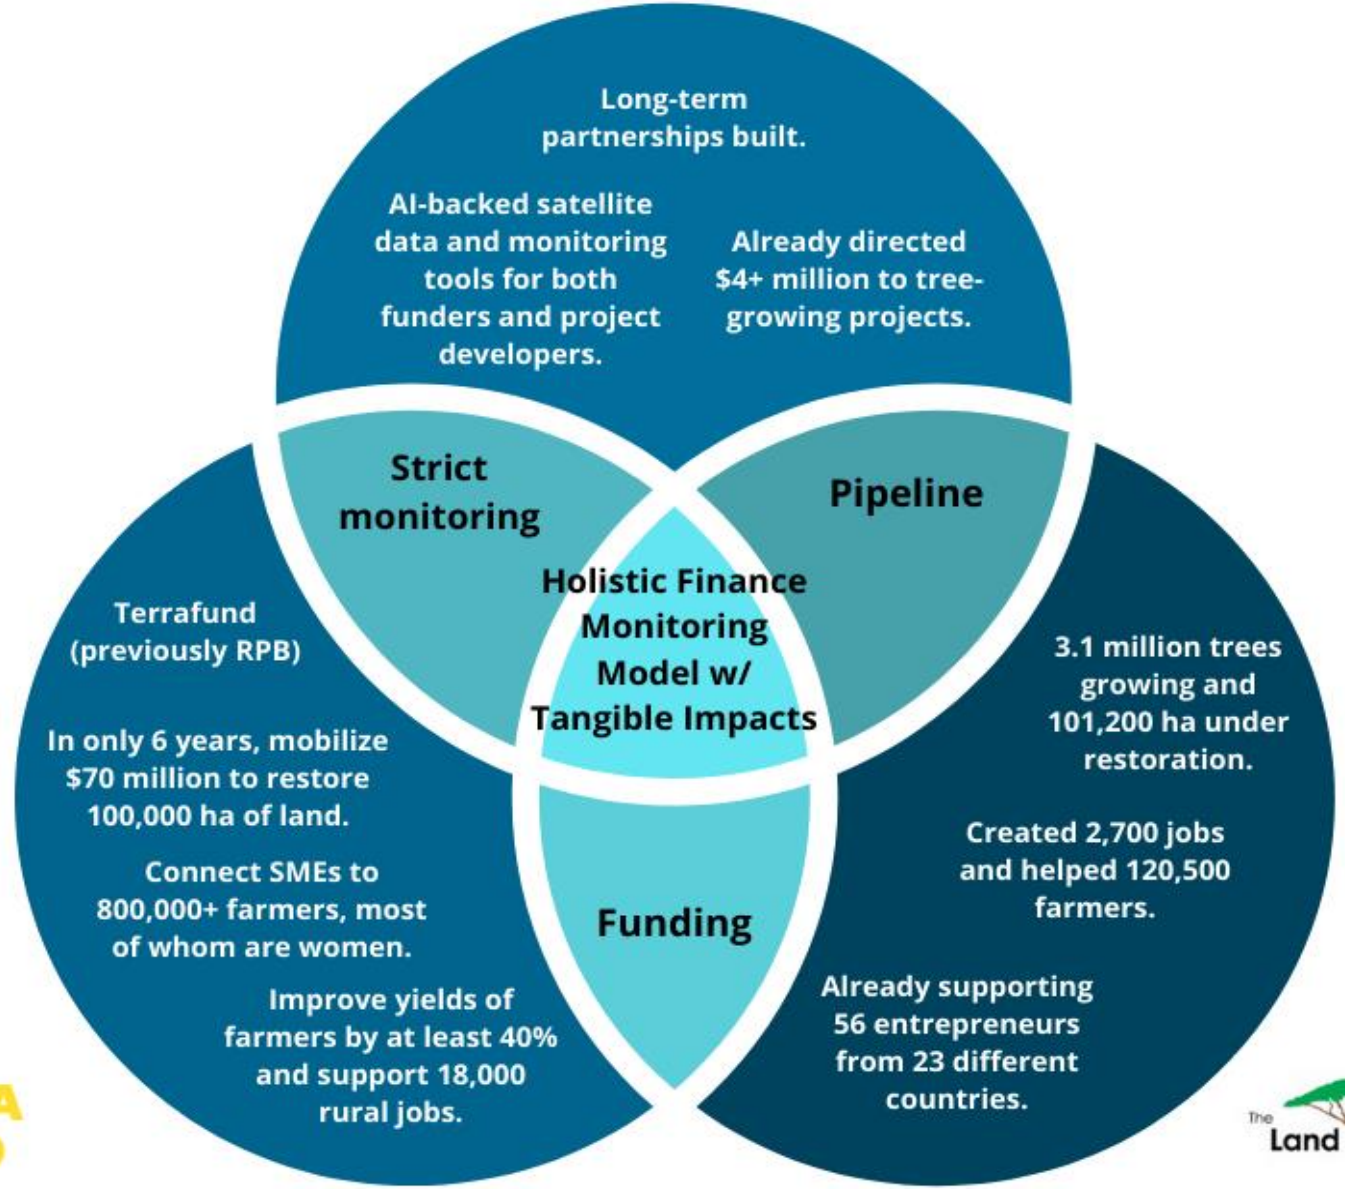 Long-term
partnerships built.
AI-backed satellite
data and monitoring
tools for both
funders and project
developers.
Already directed
$4+ million to tree-
growing projects.
Strict
monitoring
Pipeline
Holistic Finance
Monitoring
Model w/
Tangible Impacts
Terrafund
(previously RPB)
In only 6 years, mobilize
$70 million to restore
100,000 ha of land.
Connect SMEs to
800,000+ farmers, most
of whom are women.
Improve yields of
farmers by at least 40%
and support 18,000
rural jobs.
Funding
3.1 million trees
growing and
101,200 ha under
restoration.
Created 2,700 jobs
and helped 120,500
farmers.
Already supporting
56 entrepreneurs
from 23 different
countries.
A
The
Land